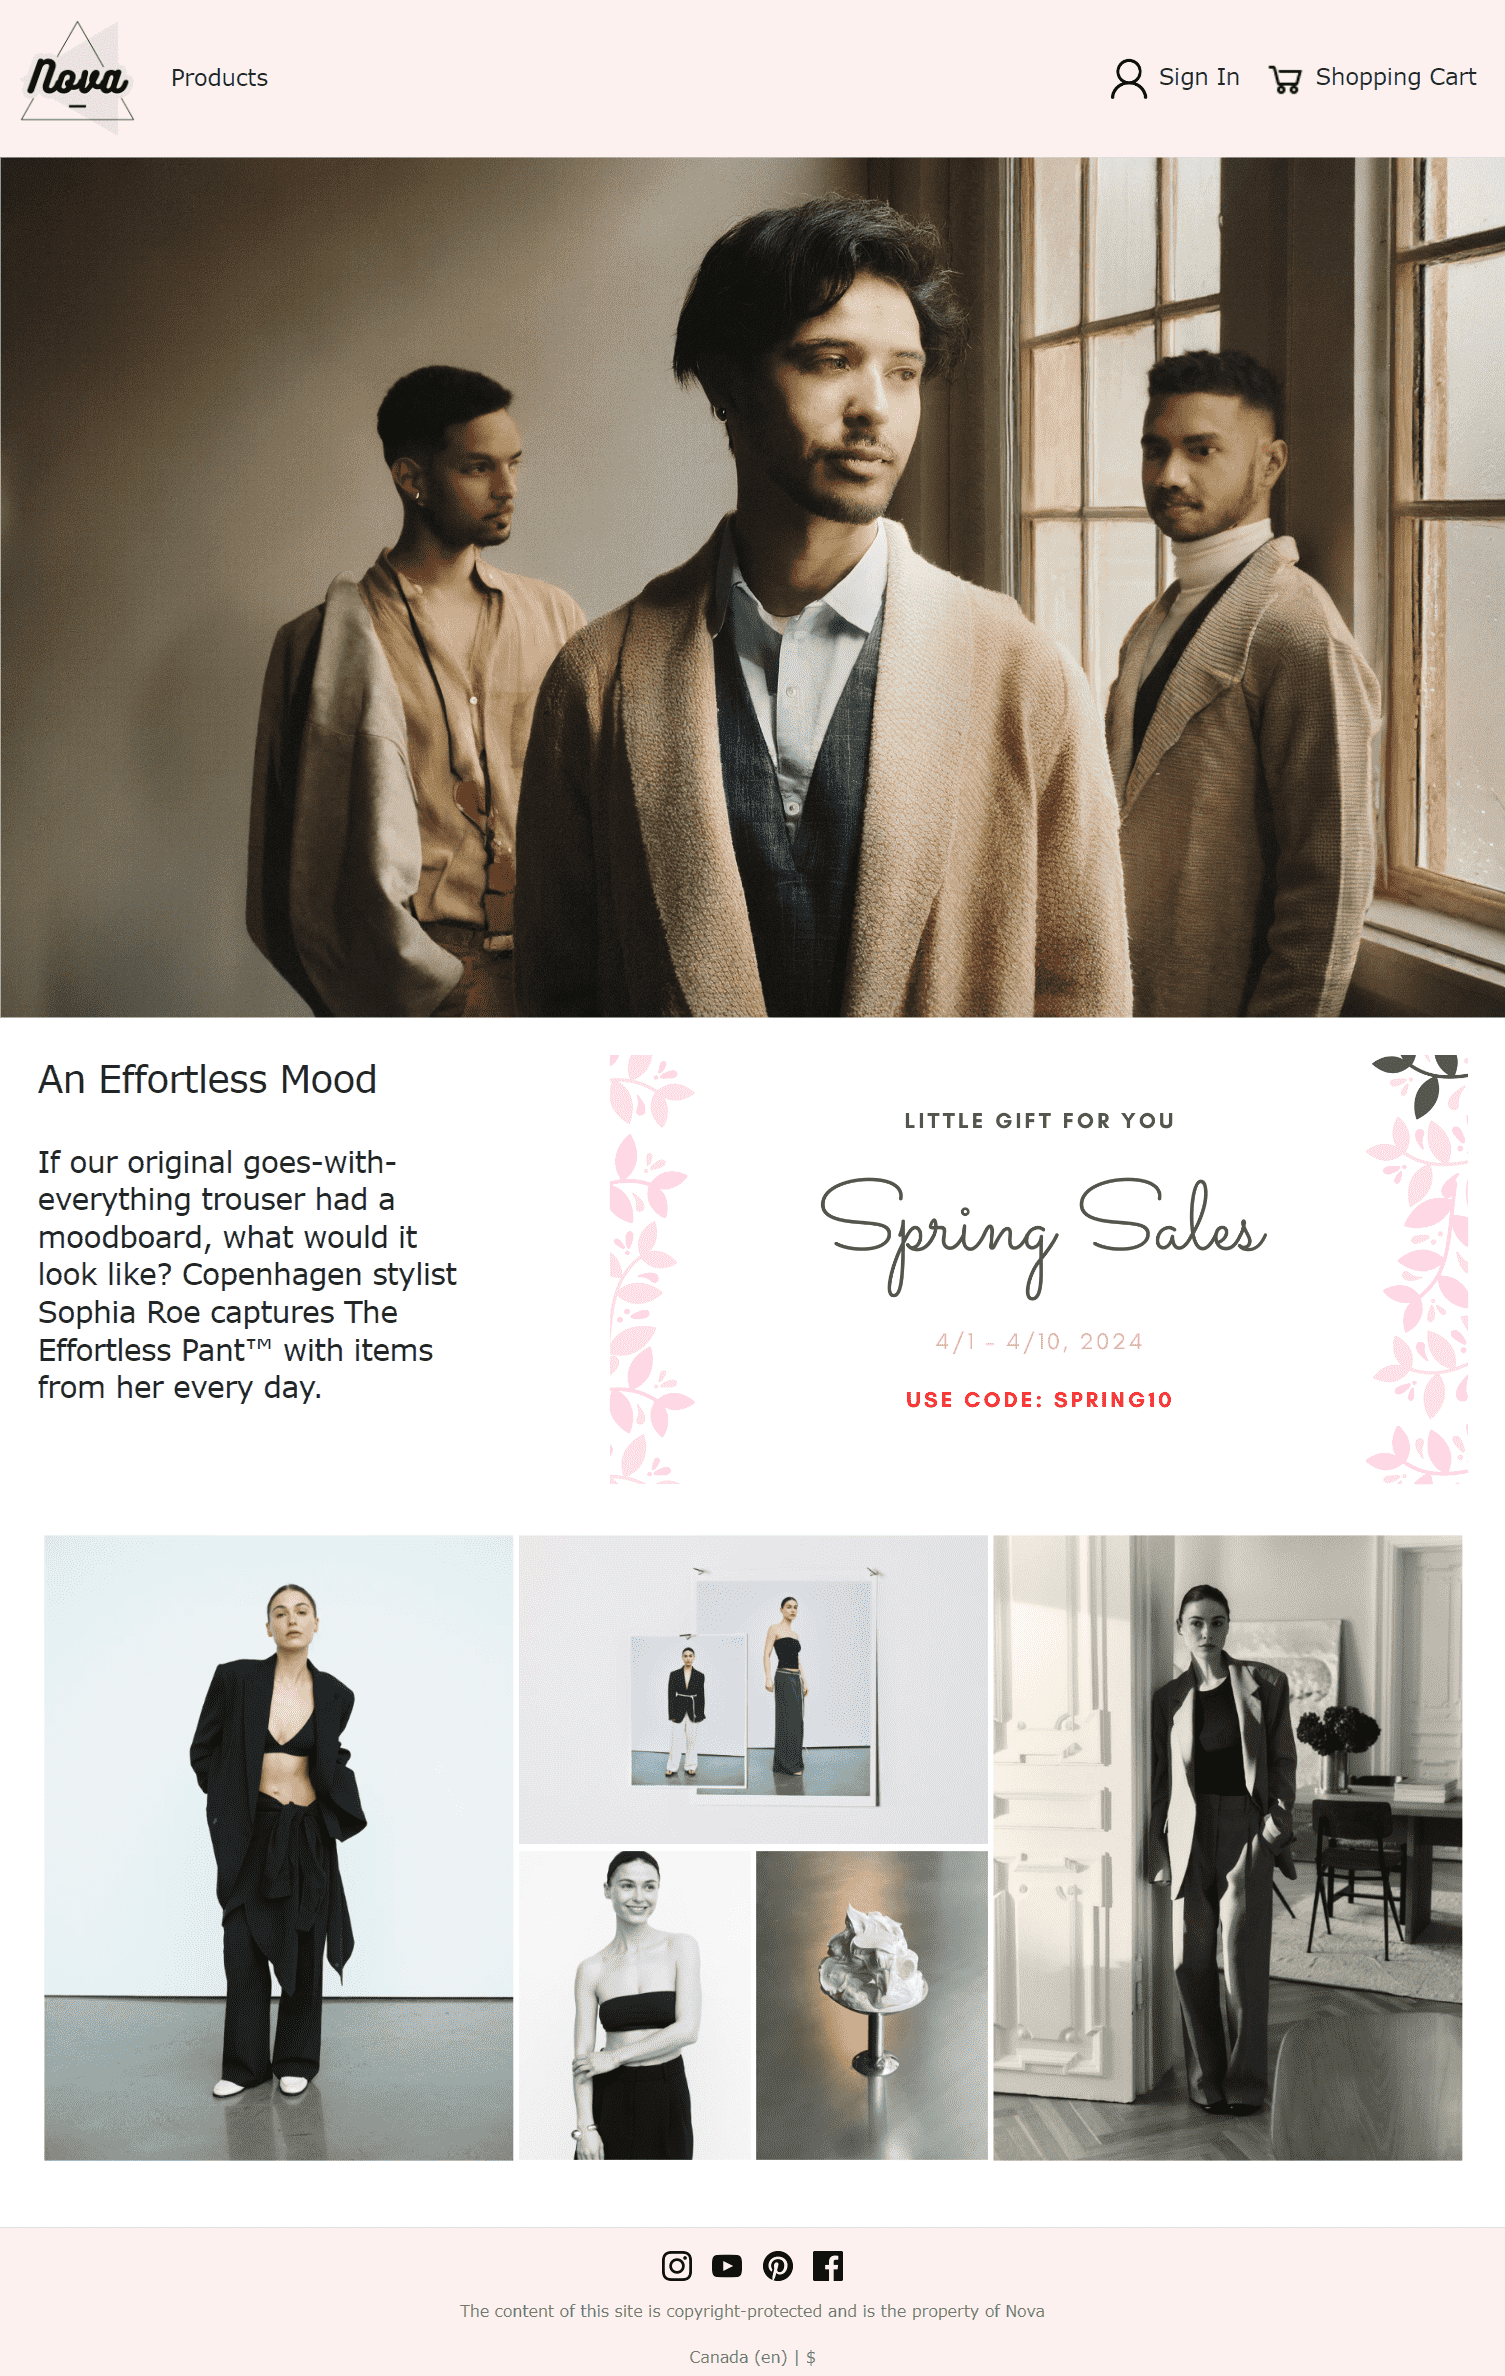 Nova
Products
Sign In
Shopping Cart
An Effortless Mood
If our original goes-with-
everything trouser had a
moodboard, what would it
look like? Copenhagen stylist
Sophia Roe captures The
Effortless Pant™ with items
from her every day.
LITTLE GIFT FOR YOU
Spring Sales
4/1 - 4/10, 2024
USE CODE: SPRING10
The content of this site is copyright-protected and is the property of Nova
Canada (en) | $